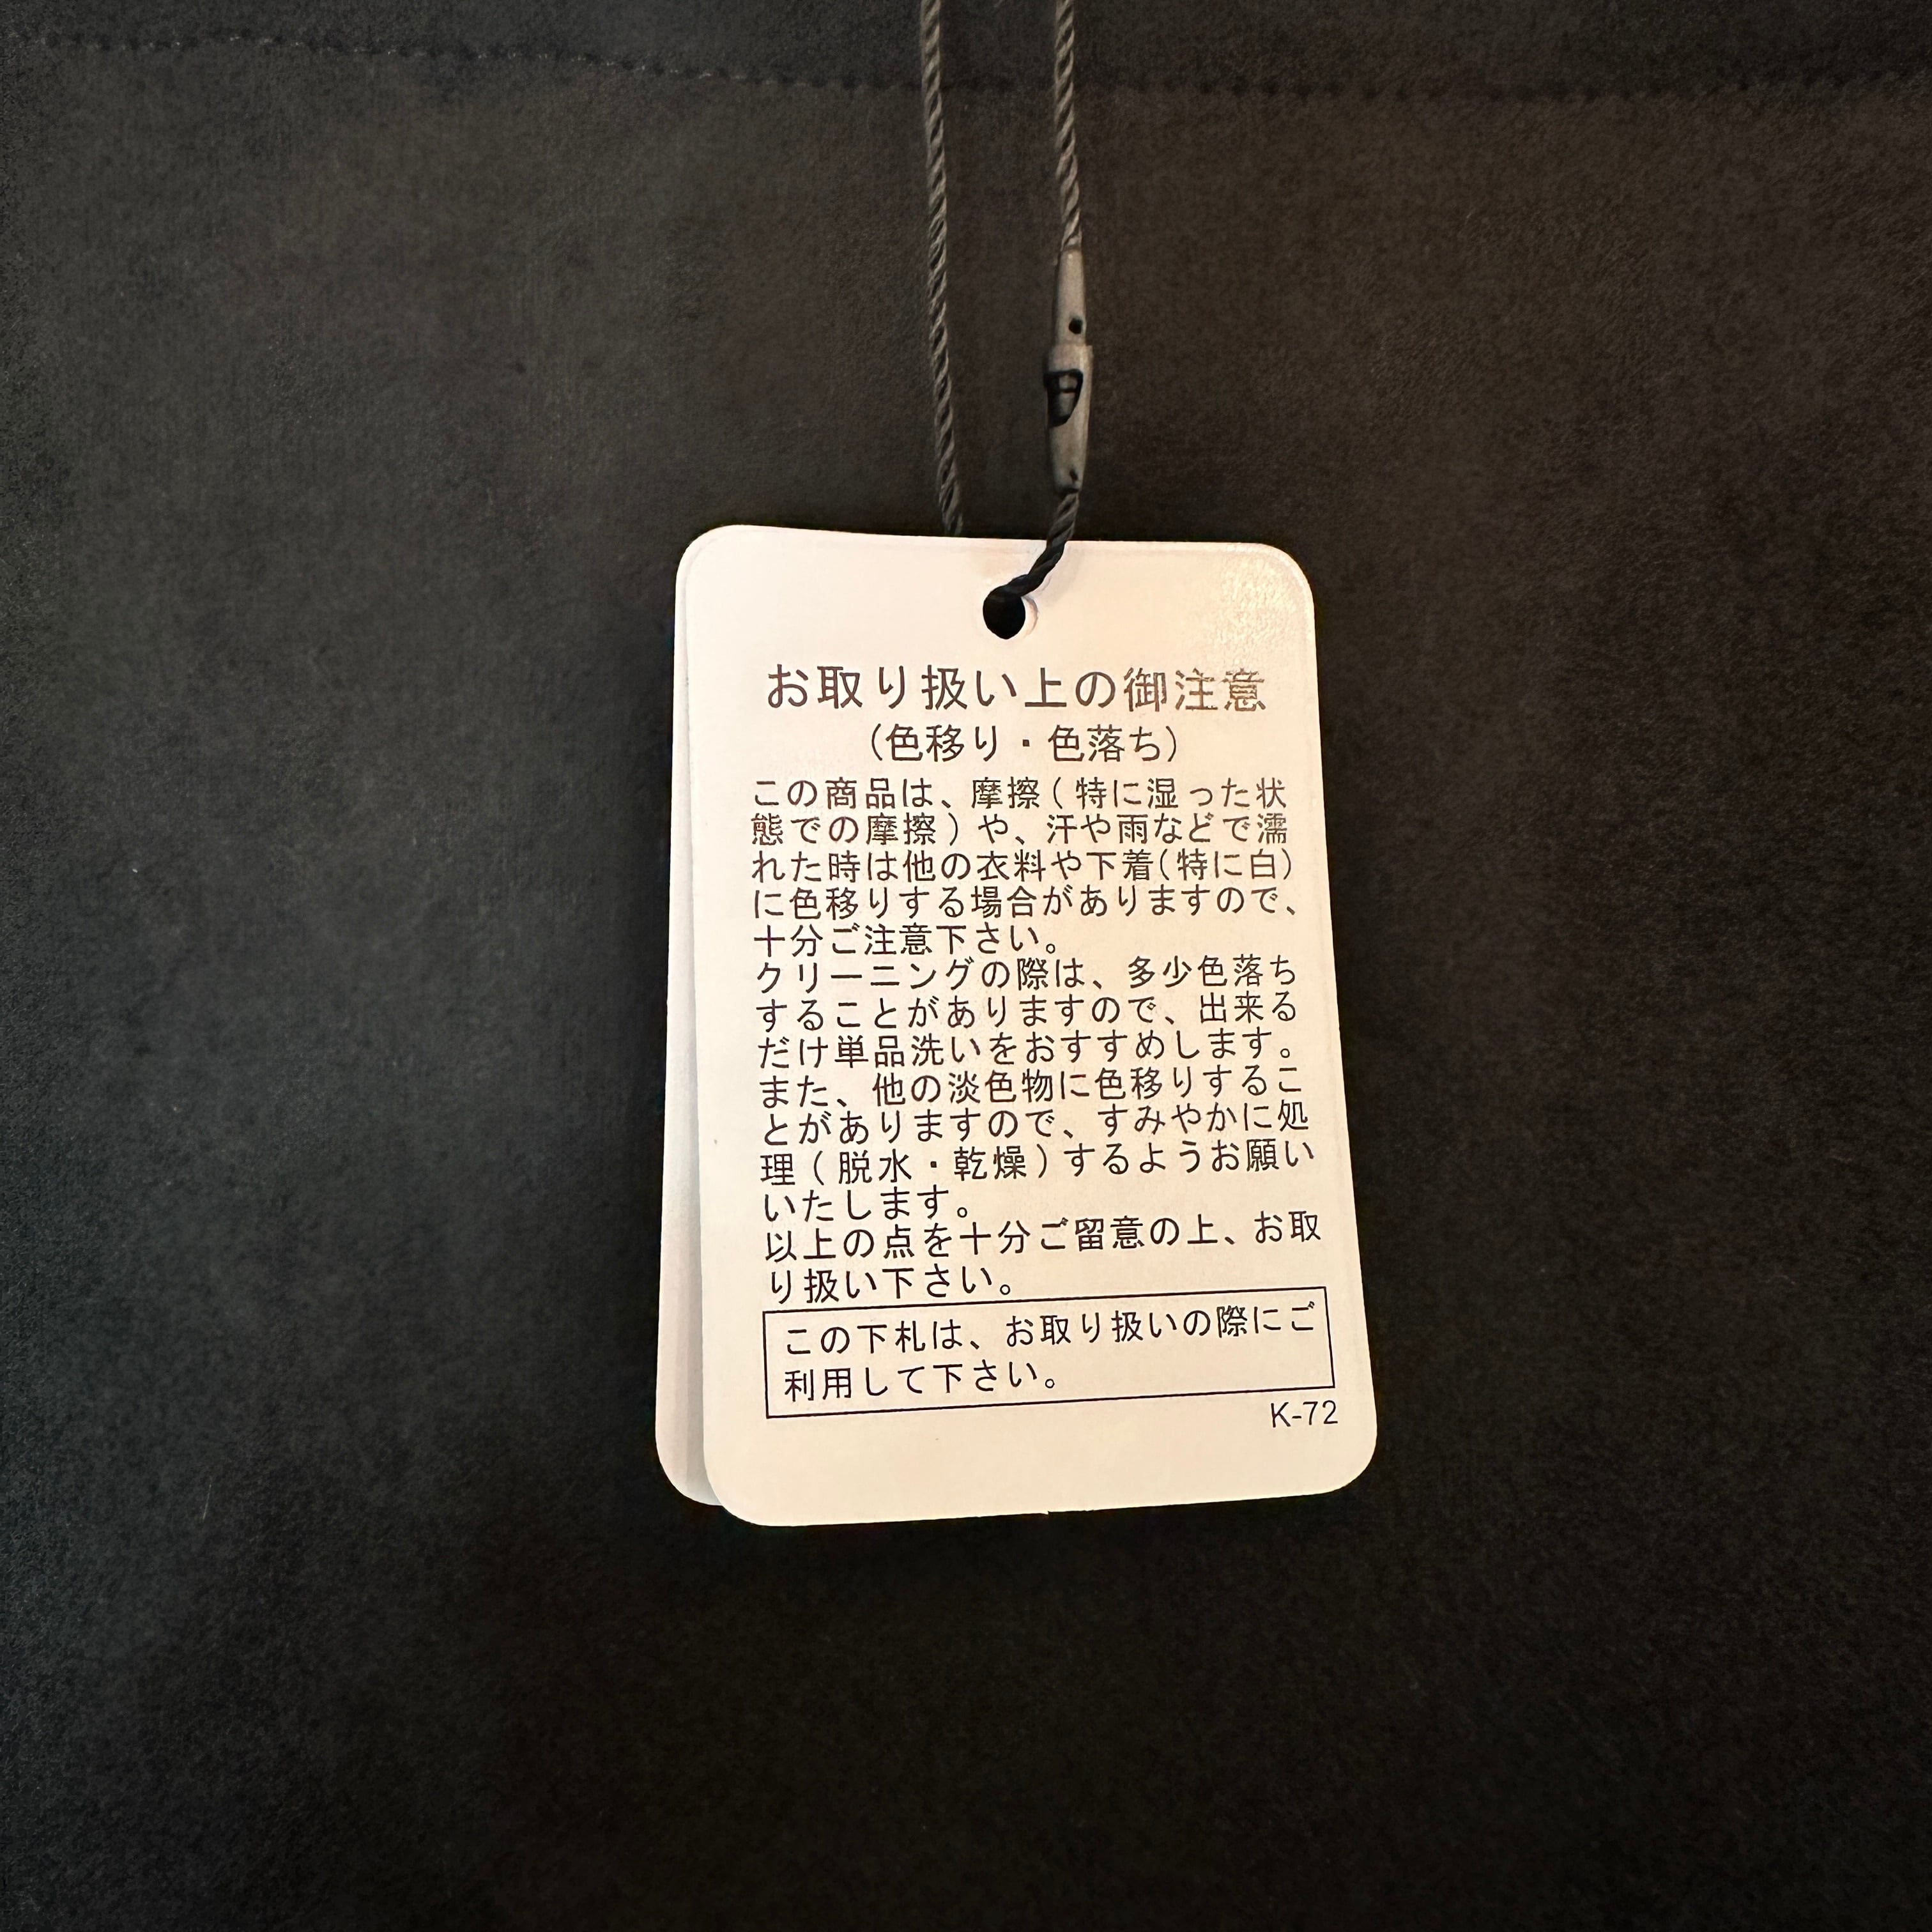 お取り扱い上の御注意
(色移り・色落ち)
この商品は、摩擦(特に湿った状
態での摩擦)や、汗や雨などで濡
れた時は他の衣料や下着(特に白)
に色移りする場合がありますので、
十分ご注意下さい。
クリーニングの際は、多少色落ち
することがありますので、出来る
だけ単品洗いをおすすめします。
また、他の淡色物に色移りするこ
とがありますので、すみやかに処
理(脱水・乾燥)するようお願い
いたします。
以上の点を十分ご留意の上、お取
り扱い下さい。
この下札は、お取り扱いの際にご
利用して下さい。
K-72